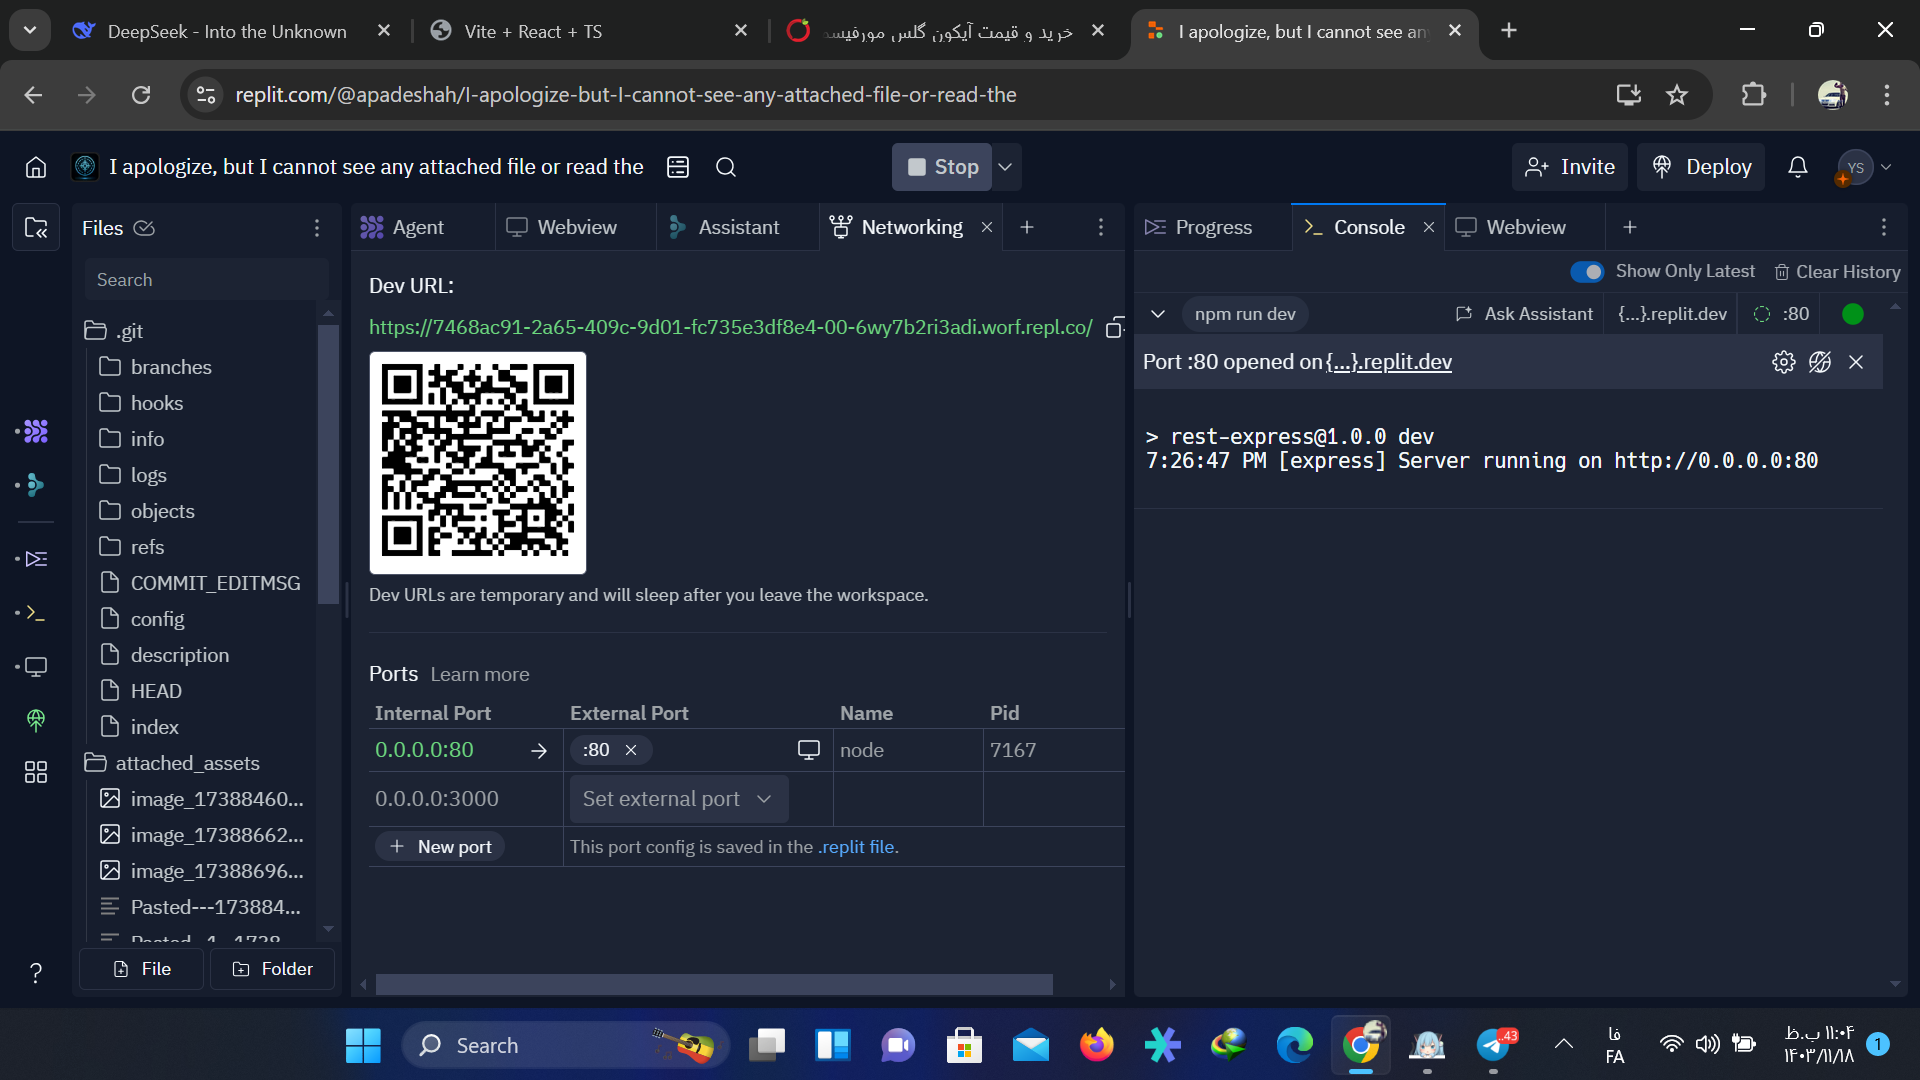 DeepSeek - Into the Unknown
Vite + React + TS
خرید و قیمت آیکون گلس مورفیسم
I apologize, but I cannot see an
replit.com/@apadeshah/I-apologize-but-I-cannot-see-any-attached-file-or-read-the
I apologize, but I cannot see any attached file or read the
Stop
Invite
Deploy
YS
Files
Agent
Webview
Assistant
Networking
Progress
Console
Webview
Search
.git
branches
hooks
info
logs
objects
refs
COMMIT_EDITMSG
config
description
HEAD
index
attached_assets
image_17388460...
image_17388662...
image_17388696...
Pasted---173884...
File
Folder
Dev URL:
https://7468ac91-2a65-409c-9d01-fc735e3df8e4-00-6wy7b2ri3adi.worf.repl.co/
Dev URLs are temporary and will sleep after you leave the workspace.
Ports Learn more
Internal Port External Port Name Pid
0.0.0.0:80 → :80 node 7167
0.0.0.0:3000 Set external port
New port This port config is saved in the .replit file.
Show Only Latest Clear History
npm run dev Ask Assistant {...}.replit.dev :80
Port :80 opened on {...}.replit.dev
> rest-express@1.0.0 dev
7:26:47 PM [express] Server running on http://0.0.0.0:80
?
Search
..43
فا
FA
۱۱:۰۴ ب.ظ
۱۴۰۳/۱۱/۱۸
1